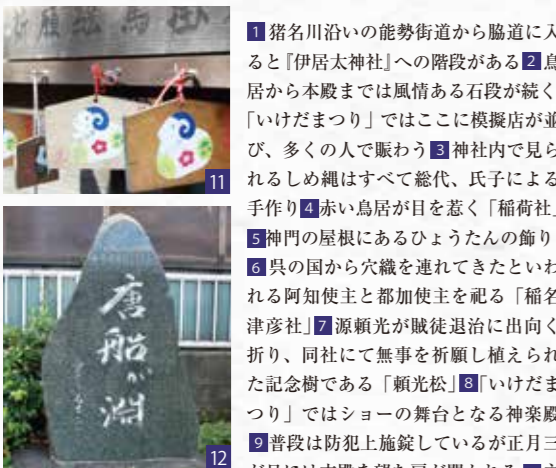 祈願絵馬掛
11
唐船が淵
12
1 猪名川沿いの能勢街道から脇道に入
ると『伊居太神社』への階段がある 2 鳥
居から本殿までは風情ある石段が続く
「いけだまつり」ではここに模擬店が並
び、多くの人で賑わう 3 神社内で見ら
れるしめ縄はすべて総代、氏子による
手作り 4 赤い鳥居が目を惹く「稲荷社」
5 神門の屋根にあるひょうたんの飾り
6 呉の国から穴織を連れてきたといわ
れる阿知使主と都加使主を祀る「稲名
津彦社」 7 源頼光が賊徒退治に出向く
折り、同社にて無事を祈願し植えられ
た記念樹である「頼光松」 8 「いけだま
つり」ではショーの舞台となる神楽殿
9 普段は防犯上施錠しているが正月三